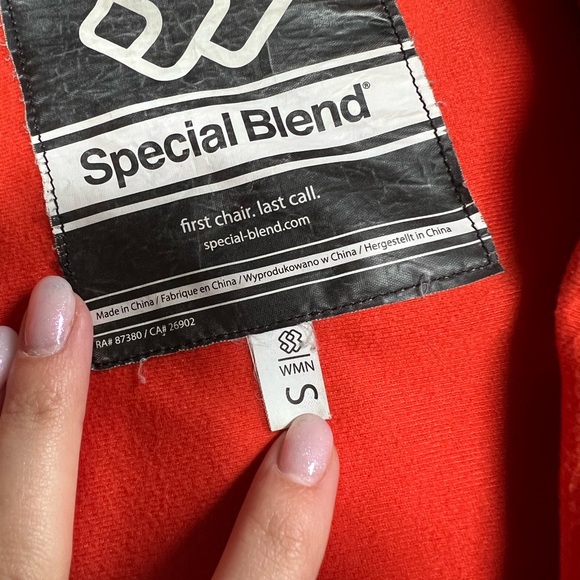 Special Blend®
first chair. last call.
special-blend.com
Made in China / Fabrique en China / Wyprodukowano w China / Hergestellt in China
RA# 87380 / CA# 26902
WMN
S